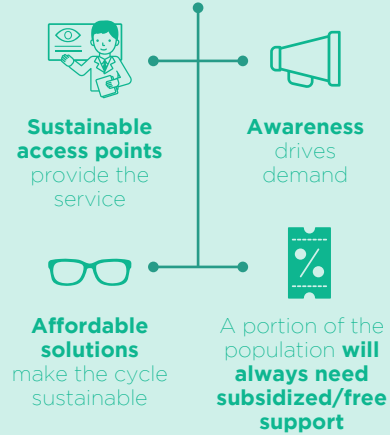 Sustainable
access points
provide the
service
Awareness
drives
demand
Affordable
solutions
make the cycle
sustainable
A portion of the
population will
always need
subsidized/free
support